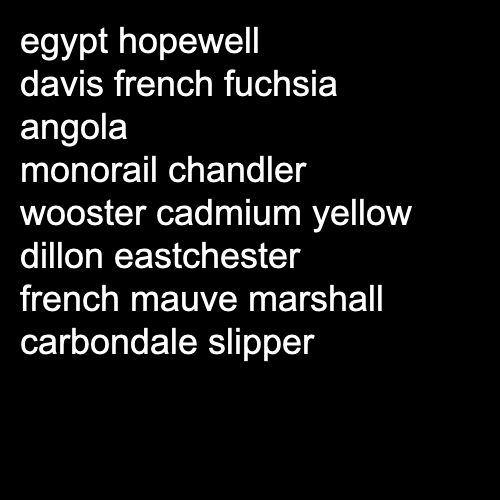 egypt hopewell
davis french fuchsia
angola
monorail chandler
wooster cadmium yellow
dillon eastchester
french mauve marshall
carbondale slipper